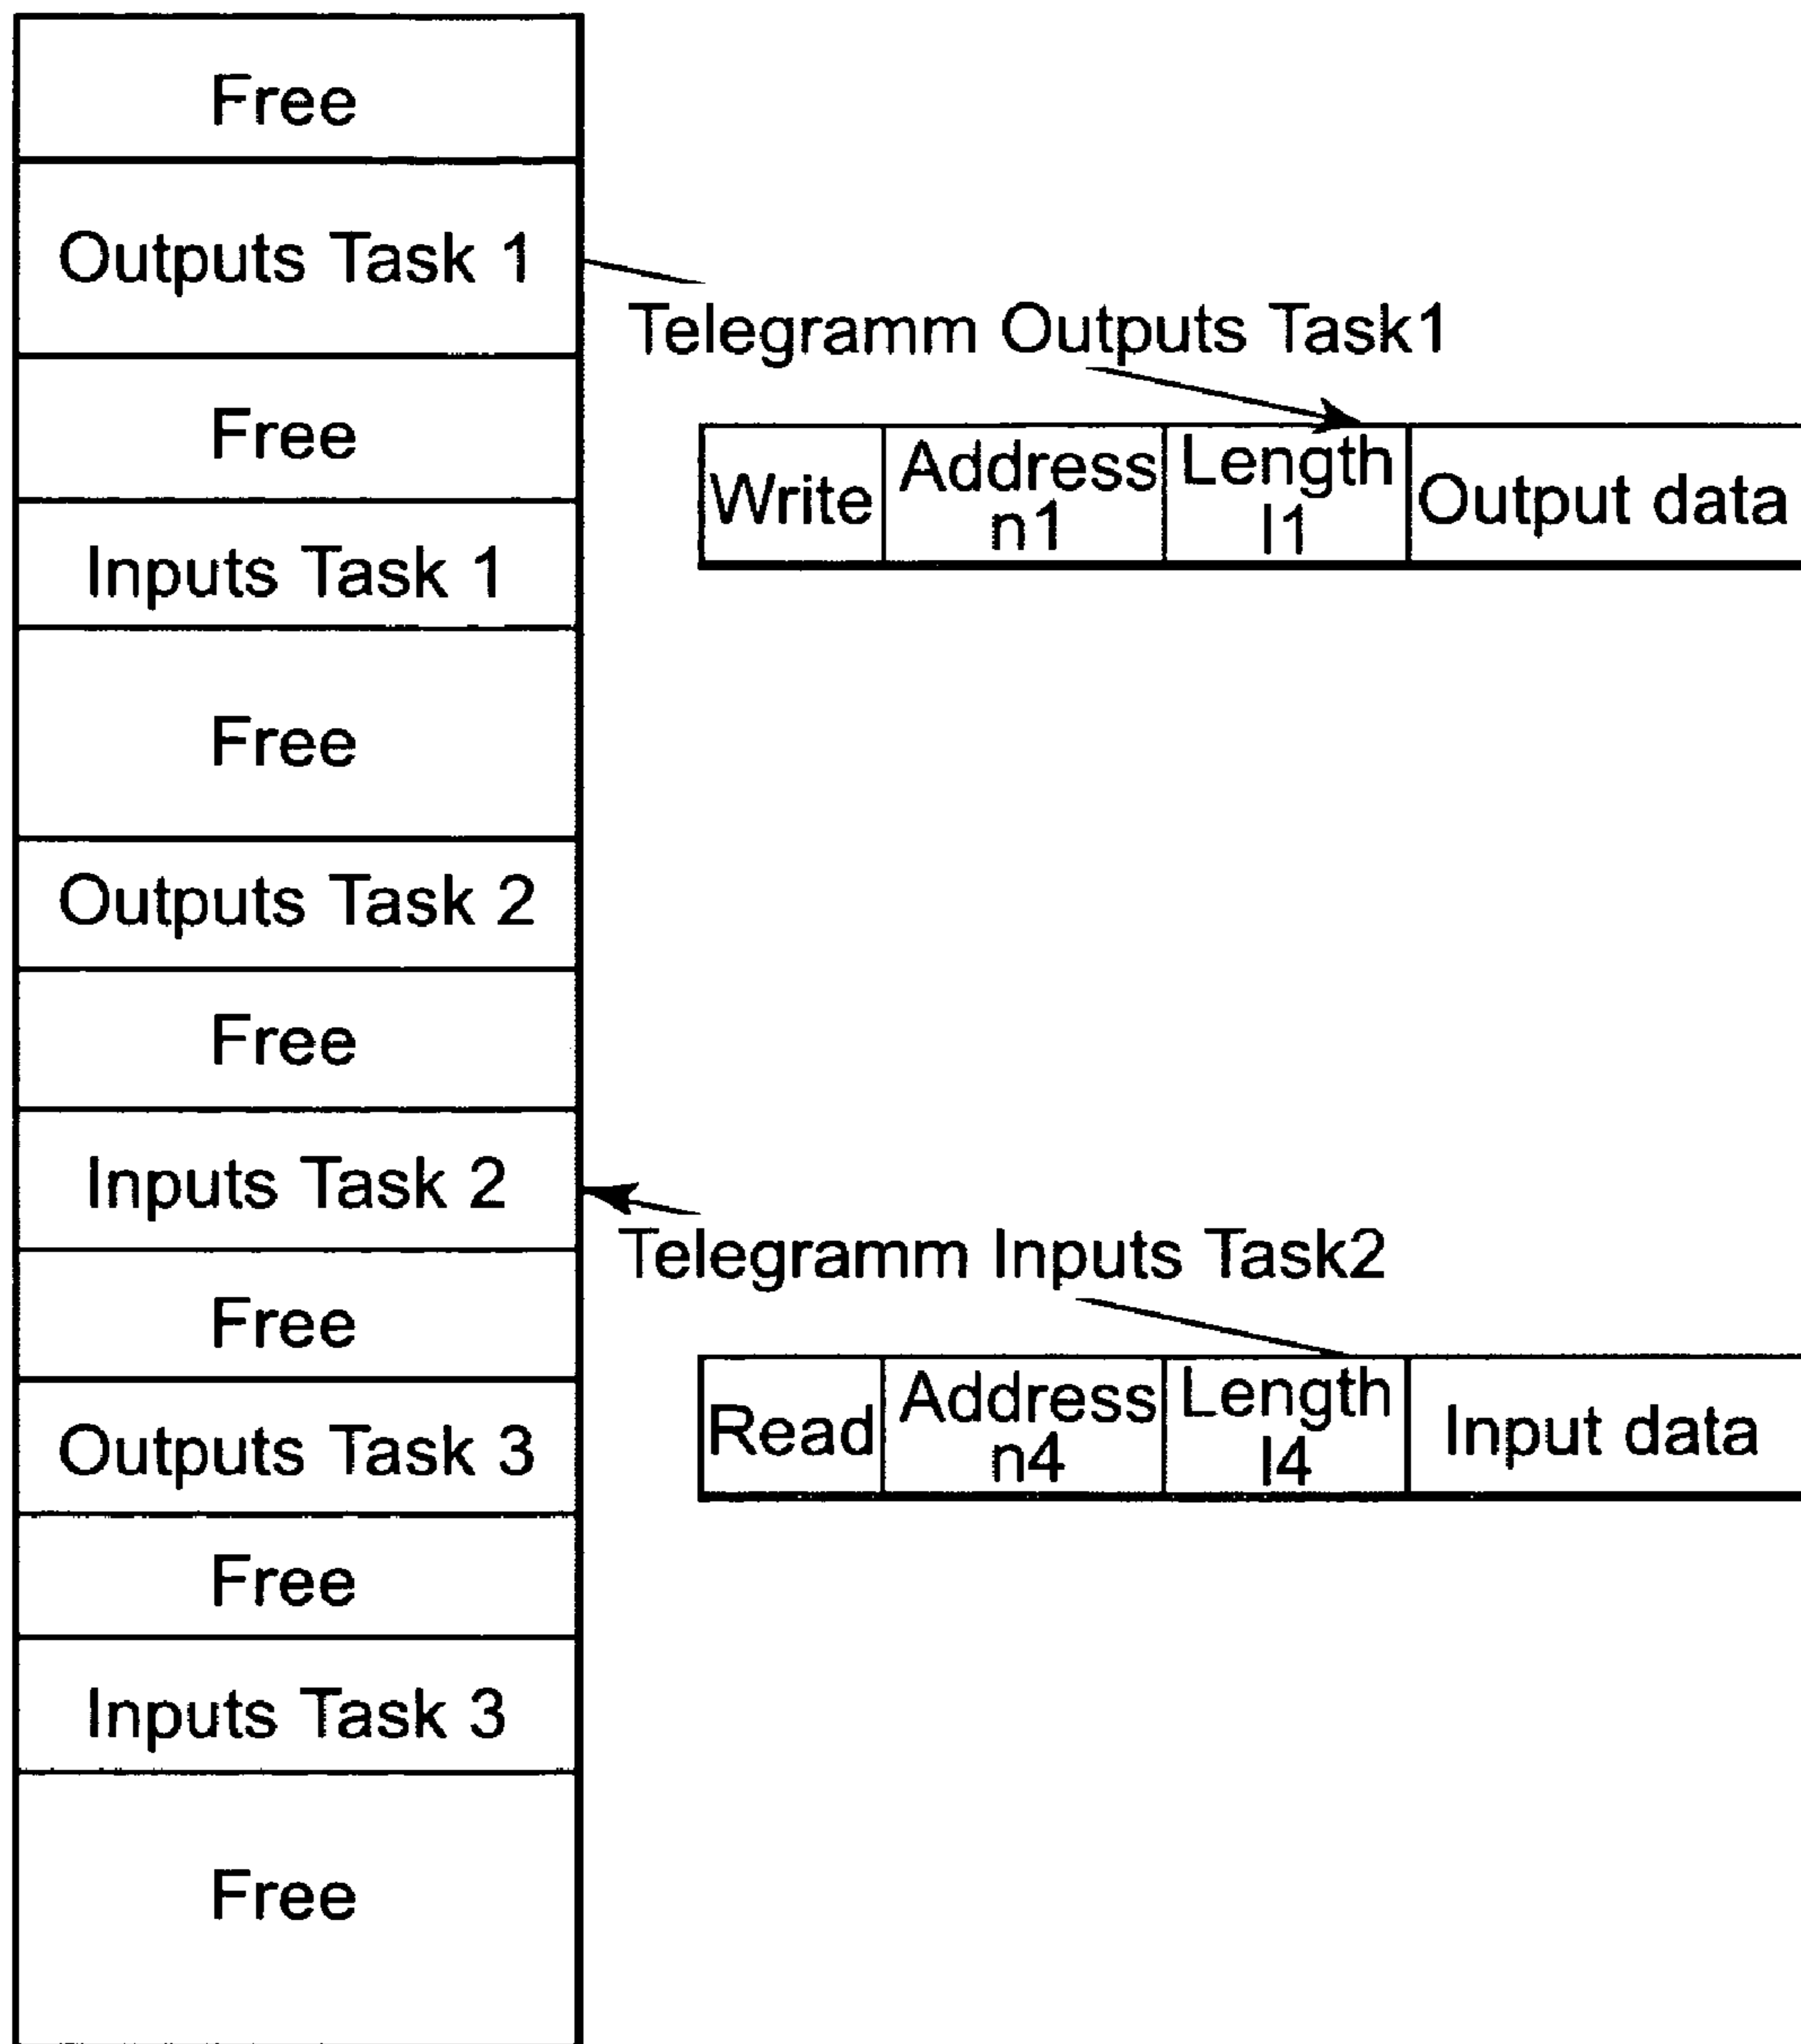 Free
Outputs Task 1
Free
Inputs Task 1
Free
Outputs Task 2
Free
Inputs Task 2
Free
Outputs Task 3
Free
Inputs Task 3
Free
Telegramm Outputs Task1
Write
Address
n1
Length
l1
Output data
Telegramm Inputs Task2
Read
Address
n4
Length
l4
Input data